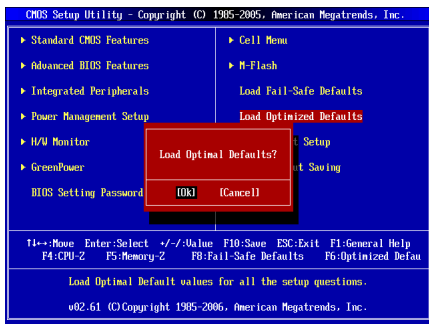 CMOS Setup Utility - Copyright (C) 1985-2005, American Megatrends, Inc.
Standard CMOS Features
Advanced BIOS Features
Integrated Peripherals
Power Management Setup
H/W Monitor
GreenPower
BIOS Setting Password
Cell Menu
M-Flash
Load Fail-Safe Defaults
Load Optimized Defaults
t Setup
ut Saving
Load Optimal Defaults?
[Ok] [Cancel]
↑↓←→:Move Enter:Select +/-/:Value F10:Save ESC:Exit F1:General Help
F4:CPU-Z F5:Memory-Z F8:Fail-Safe Defaults F6:Optimized Defau
Load Optimal Default values for all the setup questions.
v02.61 (C)Copyright 1985-2006, American Megatrends, Inc.